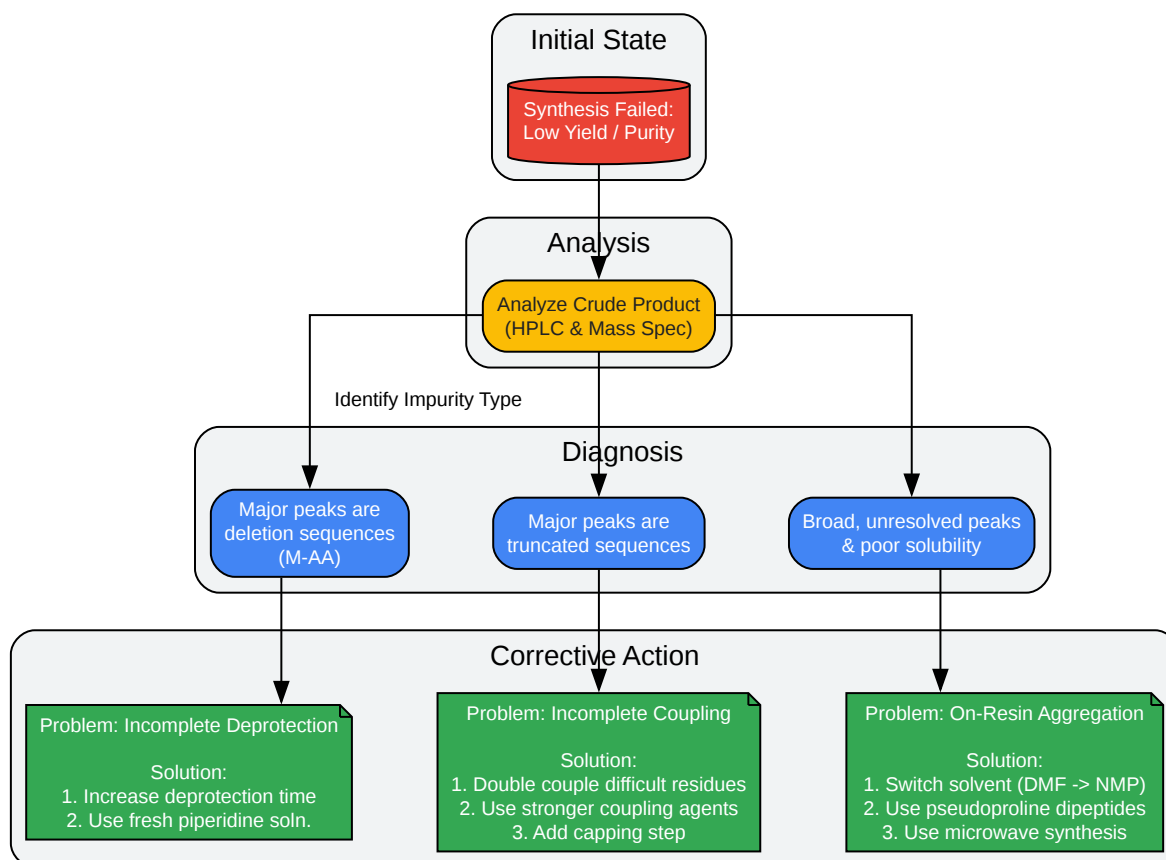 Initial State
Synthesis Failed:
Low Yield / Purity
Analysis
Analyze Crude Product
(HPLC & Mass Spec)
Identify Impurity Type
Diagnosis
Major peaks are
deletion sequences
(M-AA)
Major peaks are
truncated sequences
Broad, unresolved peaks
& poor solubility
Corrective Action
Problem: Incomplete Deprotection
Solution:
1. Increase deprotection time
2. Use fresh piperidine soln.
Problem: Incomplete Coupling
Solution:
1. Double couple difficult residues
2. Use stronger coupling agents
3. Add capping step
Problem: On-Resin Aggregation
Solution:
1. Switch solvent (DMF -> NMP)
2. Use pseudoproline dipeptides
3. Use microwave synthesis